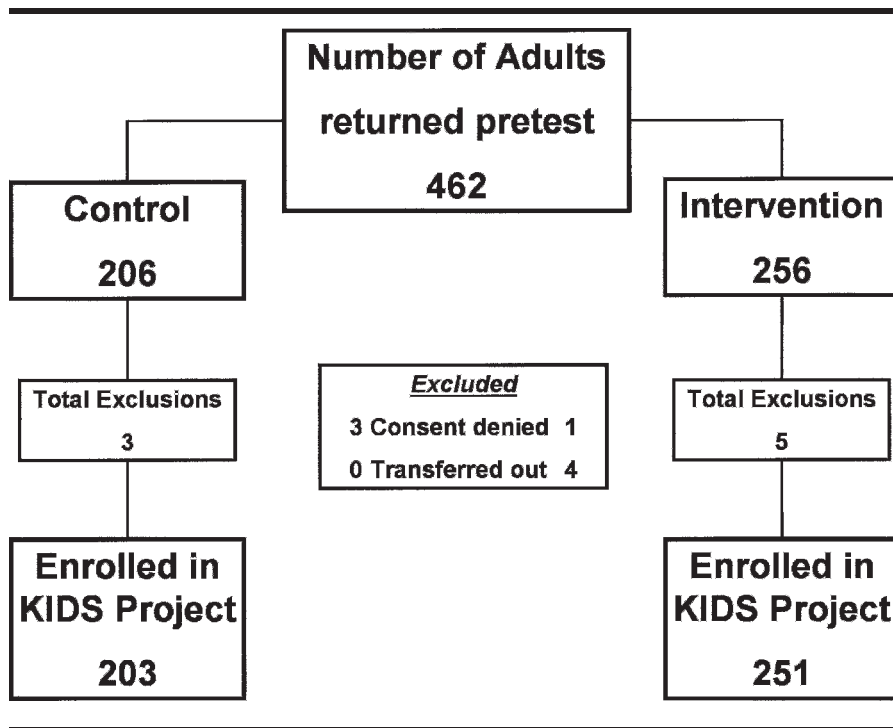 Number of Adults
returned pretest
462
Control
206
Intervention
256
Total Exclusions
3
Excluded
3 Consent denied 1
0 Transferred out 4
Total Exclusions
5
Enrolled in
KIDS Project
203
Enrolled in
KIDS Project
251